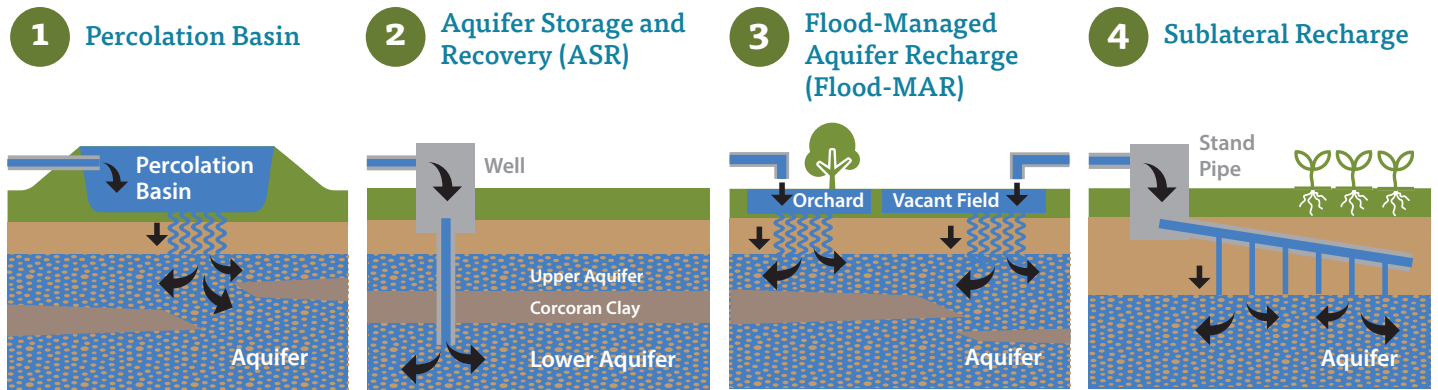 1
Percolation Basin
Percolation
Basin
Aquifer
2
Aquifer Storage and
Recovery (ASR)
Well
Upper Aquifer
Corcoran Clay
Lower Aquifer
3
Flood-Managed
Aquifer Recharge
(Flood-MAR)
Orchard
Vacant Field
Aquifer
4
Sublateral Recharge
Stand
Pipe
Aquifer